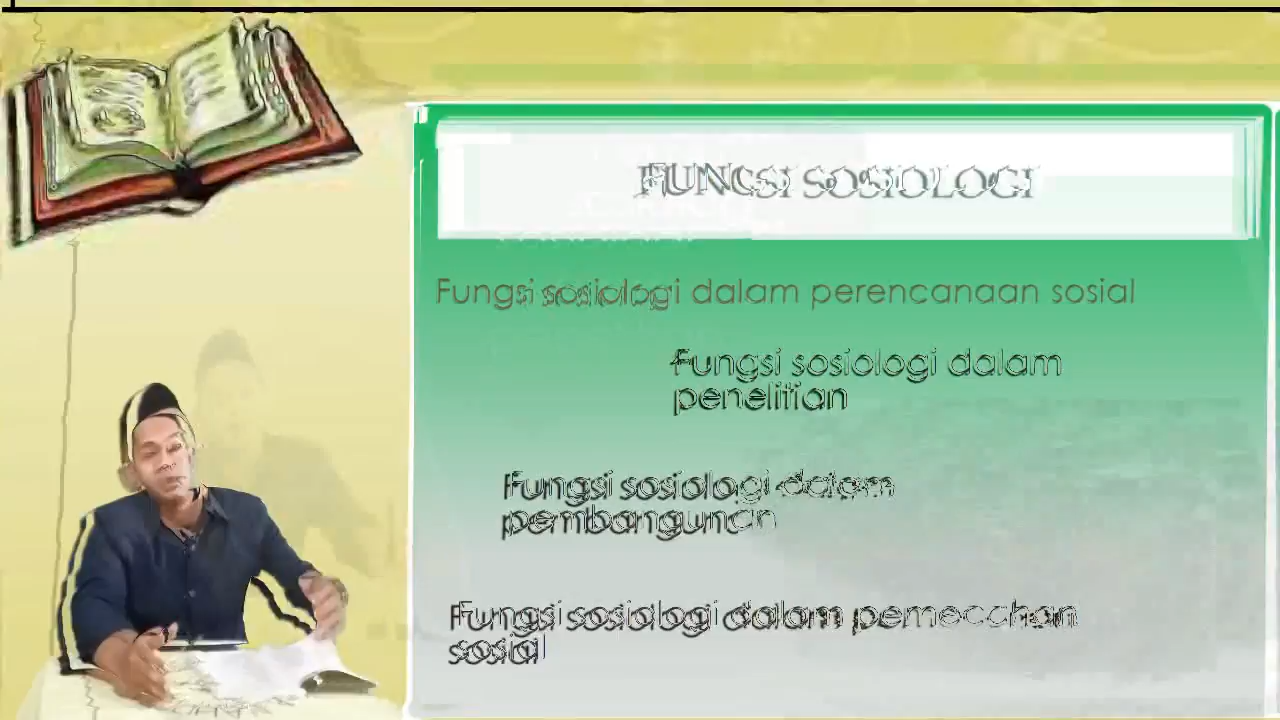 FUNGSI SOSIOLOGI
Fungsi sosiologi dalam perencanaan sosial
Fungsi sosiologi dalam
penelitian
Fungsi sosiologi dalam
pembangunan
Fungsi sosiologi dalam pemecahan
sosial